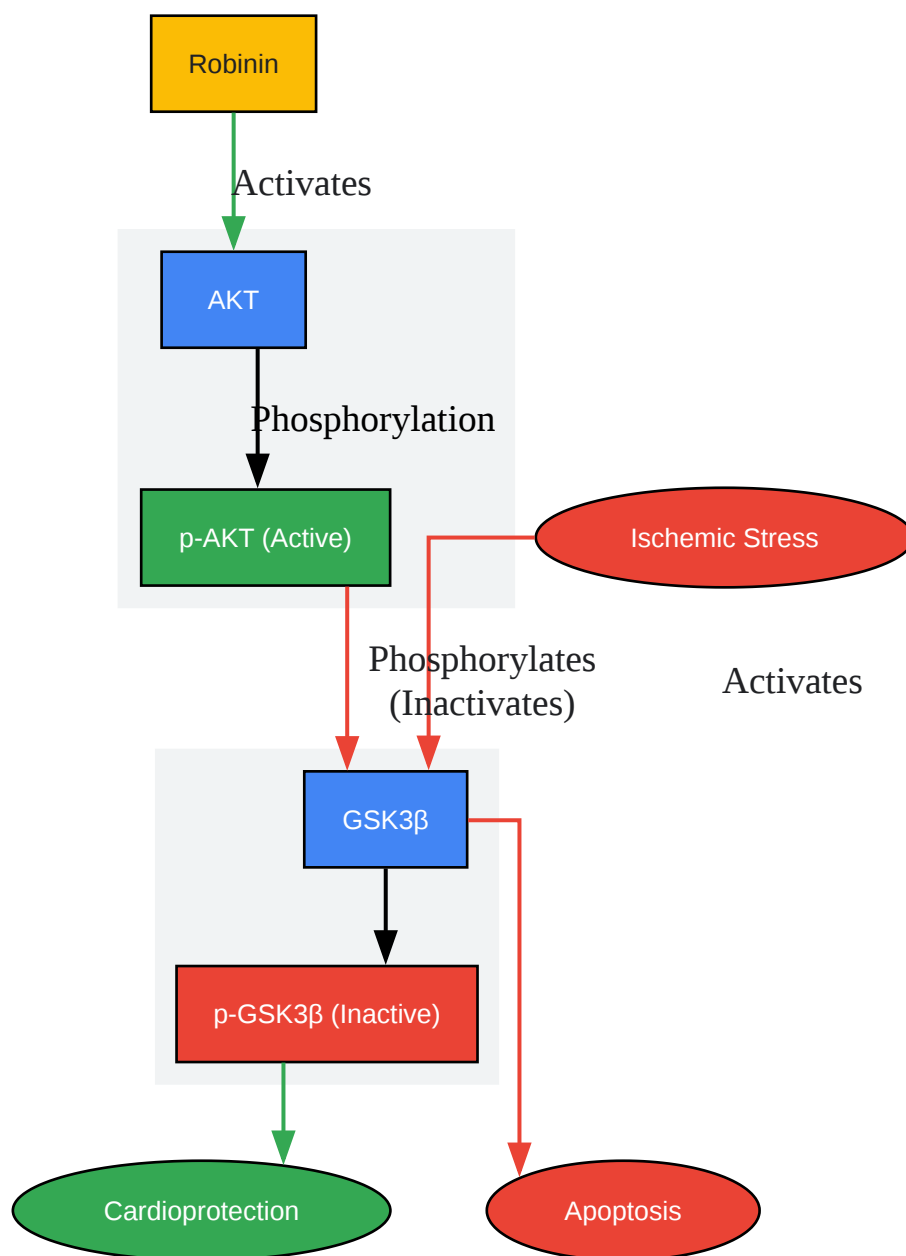 Robinin
Activates
AKT
Phosphorylation
p-AKT (Active)
Ischemic Stress
Phosphorylates
(Inactivates)
Activates
GSK3β
p-GSK3β (Inactive)
Cardioprotection
Apoptosis